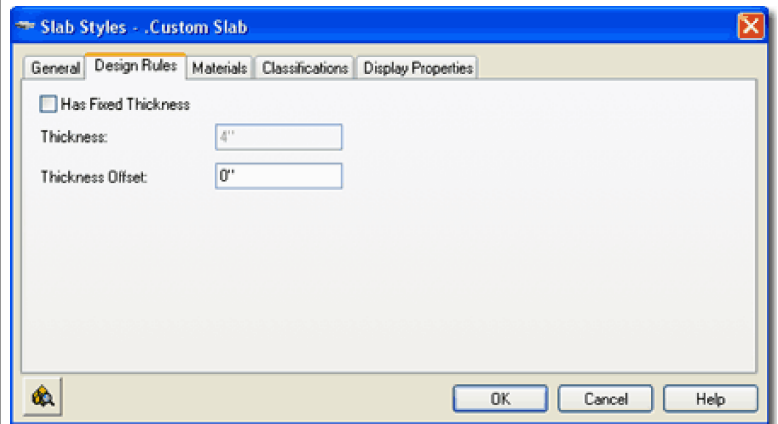 Slab Styles - .Custom Slab
General Design Rules Materials Classifications Display Properties
Has Fixed Thickness
Thickness: 4"
Thickness Offset: 0"
OK Cancel Help